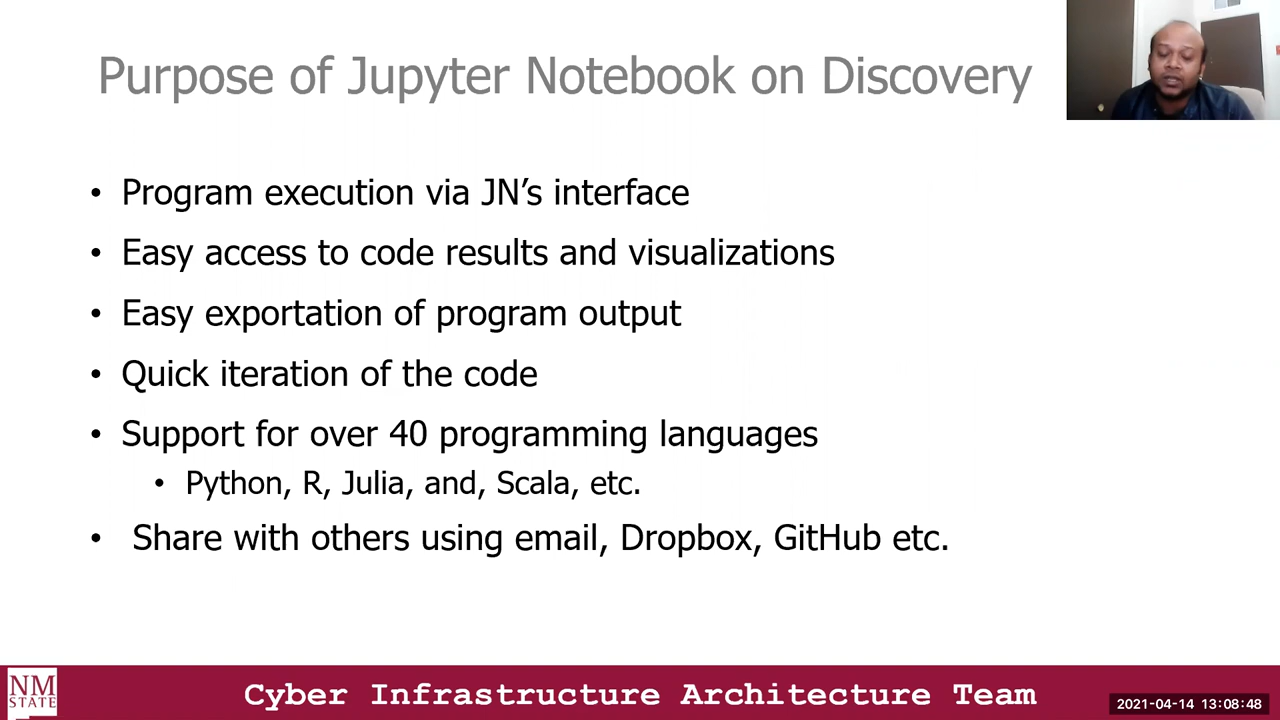 Purpose of Jupyter Notebook on Discovery
• Program execution via JN’s interface
• Easy access to code results and visualizations
• Easy exportation of program output
• Quick iteration of the code
• Support for over 40 programming languages
• Python, R, Julia, and, Scala, etc.
• Share with others using email, Dropbox, GitHub etc.
NM
STATE
Cyber Infrastructure Architecture Team
2021-04-14 13:08:48